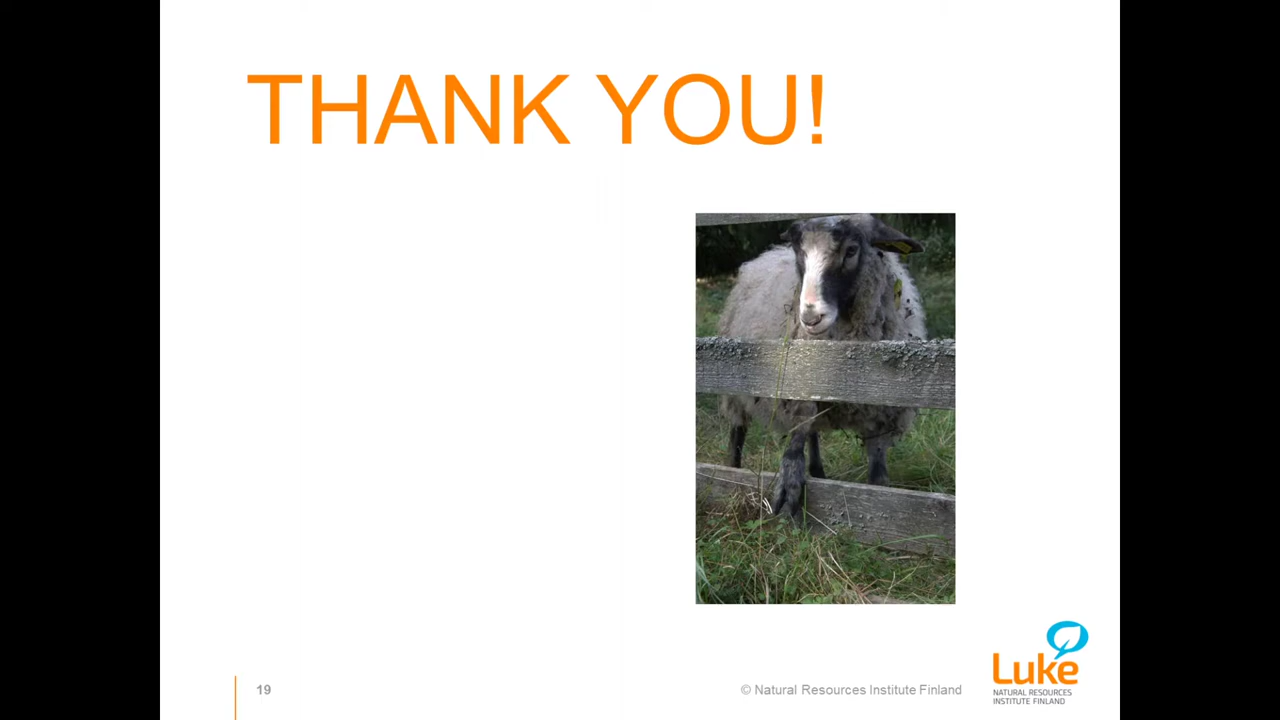 THANK YOU!
19
© Natural Resources Institute Finland
Luke
NATURAL RESOURCES
INSTITUTE FINLAND